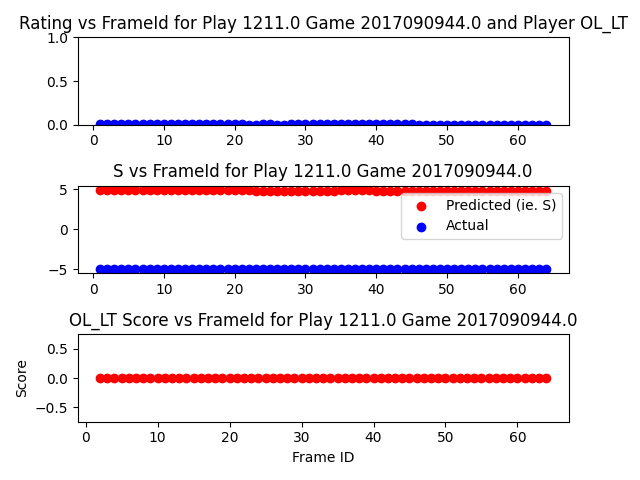 Rating vs FrameId for Play 1211.0 Game 2017090944.0 and Player OL_LT
1.0
0.5
0.0
0 10 20 30 40 50 60
S vs FrameId for Play 1211.0 Game 2017090944.0
5
0
−5
Predicted (ie. S)
Actual
0 10 20 30 40 50 60
OL_LT Score vs FrameId for Play 1211.0 Game 2017090944.0
Score
0.5
0.0
−0.5
0 10 20 30 40 50 60
Frame ID